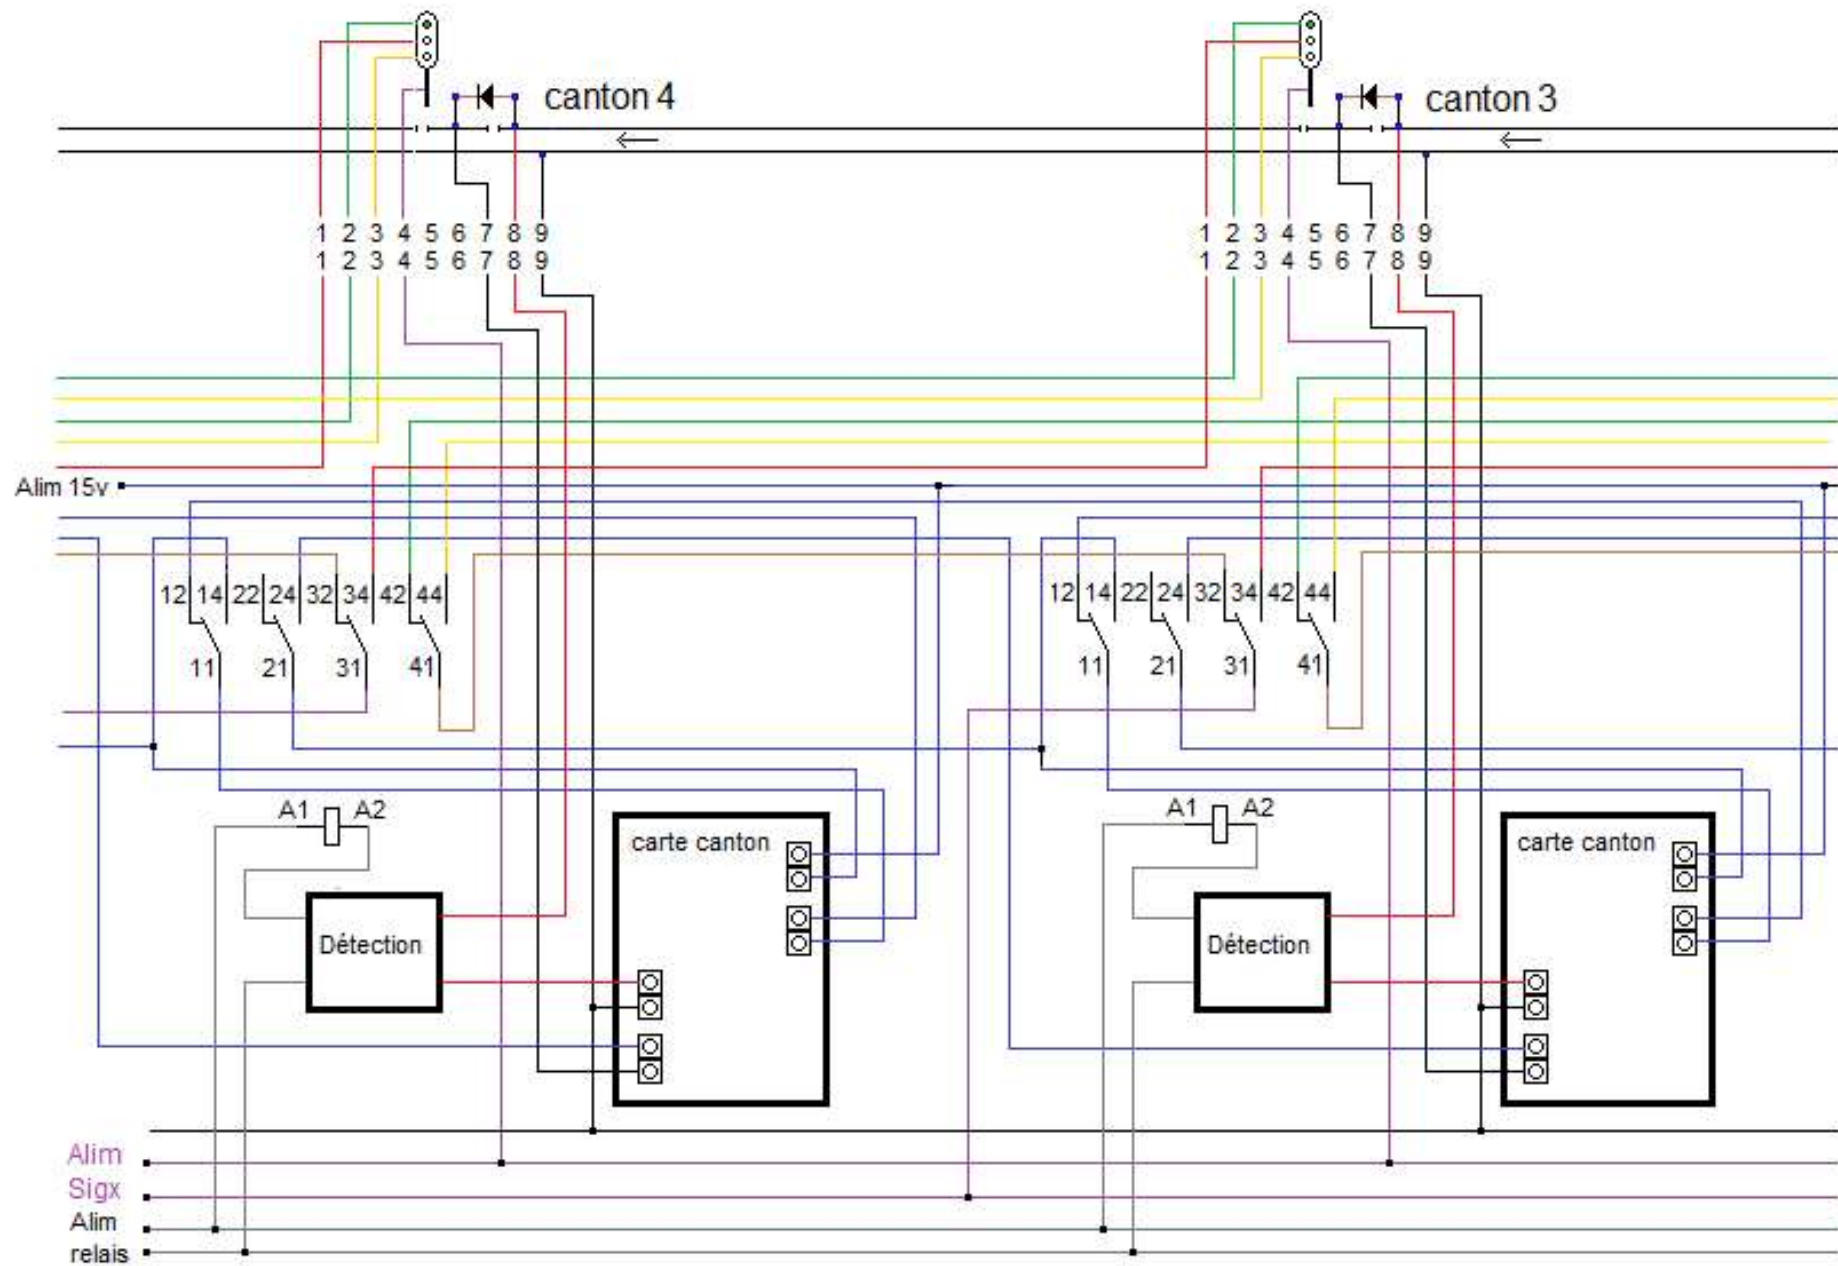 canton 4 canton 3
1 2 3 4 5 6 7 8 9 1 2 3 4 5 6 7 8 9
1 2 3 4 5 6 7 8 9 1 2 3 4 5 6 7 8 9
Alim 15v
12 14 22 24 32 34 42 44 12 14 22 24 32 34 42 44
11 21 31 41 11 21 31 41
A1 A2 A1 A2
carte canton carte canton
Détection Détection
Alim
Sigx
Alim
relais